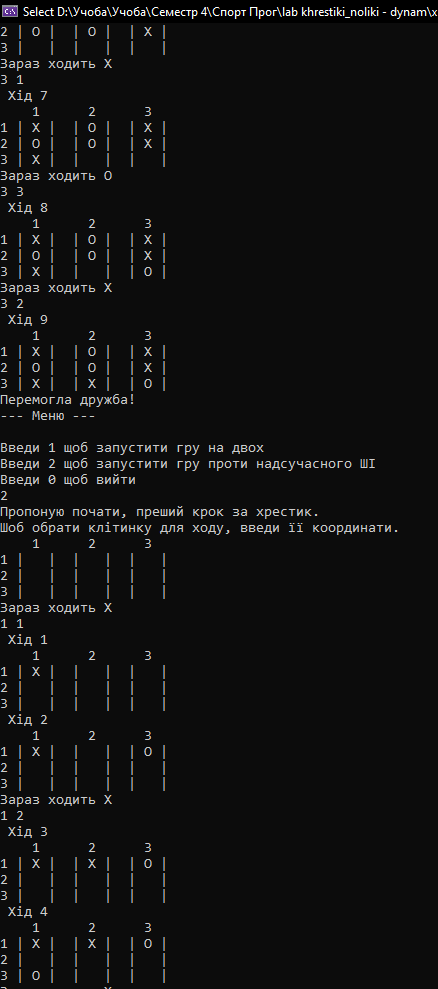 Select D:\Учоба\Учоба\Семестр 4\Спорт Прог\lab khrestiki_noliki - dynam\x
2 | O |  | O |  | X |
3 |   |  |   |  |   |
Зараз ходить X
3 1
 Хід 7
    1      2      3
1 | X |  | O |  | X |
2 | O |  | O |  | X |
3 | X |  |   |  |   |
Зараз ходить O
3 3
 Хід 8
    1      2      3
1 | X |  | O |  | X |
2 | O |  | O |  | X |
3 | X |  |   |  | O |
Зараз ходить X
3 2
 Хід 9
    1      2      3
1 | X |  | O |  | X |
2 | O |  | O |  | X |
3 | X |  | X |  | O |
Перемогла дружба!
--- Меню ---
Введи 1 щоб запустити гру на двох
Введи 2 щоб запустити гру проти надсучасного ШІ
Введи 0 щоб вийти
2
Пропоную почати, преший крок за хрестик.
Шоб обрати клітинку для ходу, введи її координати.
    1      2      3
1 |   |  |   |  |   |
2 |   |  |   |  |   |
3 |   |  |   |  |   |
Зараз ходить X
1 1
 Хід 1
    1      2      3
1 | X |  |   |  |   |
2 |   |  |   |  |   |
3 |   |  |   |  |   |
 Хід 2
    1      2      3
1 | X |  |   |  | O |
2 |   |  |   |  |   |
3 |   |  |   |  |   |
Зараз ходить X
1 2
 Хід 3
    1      2      3
1 | X |  | X |  | O |
2 |   |  |   |  |   |
3 |   |  |   |  |   |
 Хід 4
    1      2      3
1 | X |  | X |  | O |
2 |   |  |   |  |   |
3 | O |  |   |  |   |